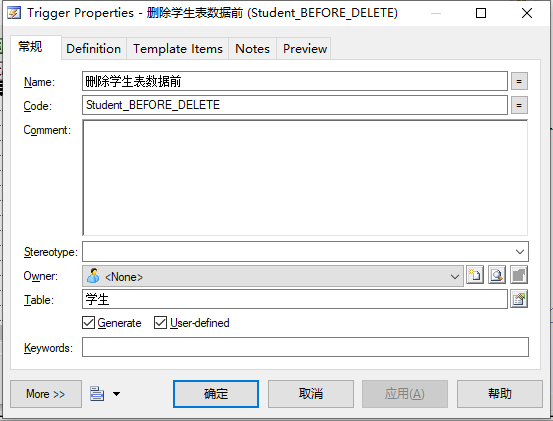 Trigger Properties - 删除学生表数据前 (Student_BEFORE_DELETE)
常规 Definition Template Items Notes Preview
Name: 删除学生表数据前 =
Code: Student_BEFORE_DELETE =
Comment:
Stereotype:
Owner: <None>
Table: 学生
Generate User-defined
Keywords:
More >> 确定 取消 应用(A) 帮助